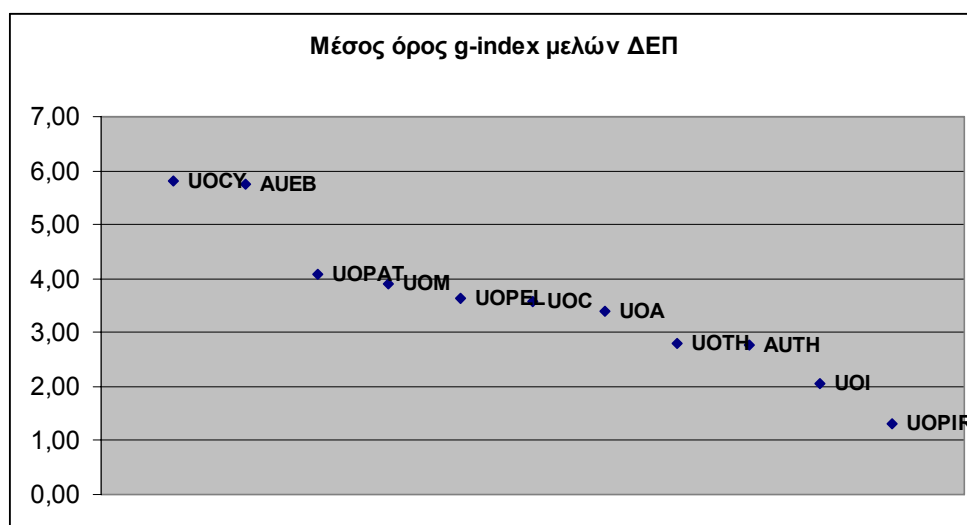 Μέσος όρος g-index μελών ΔΕΠ
7,00
6,00
5,00
4,00
3,00
2,00
1,00
0,00
UOCY
AUEB
UOPAT
UOM
UOPEL
UOC
UOA
UOTH
AUTH
UOI
UOPIR